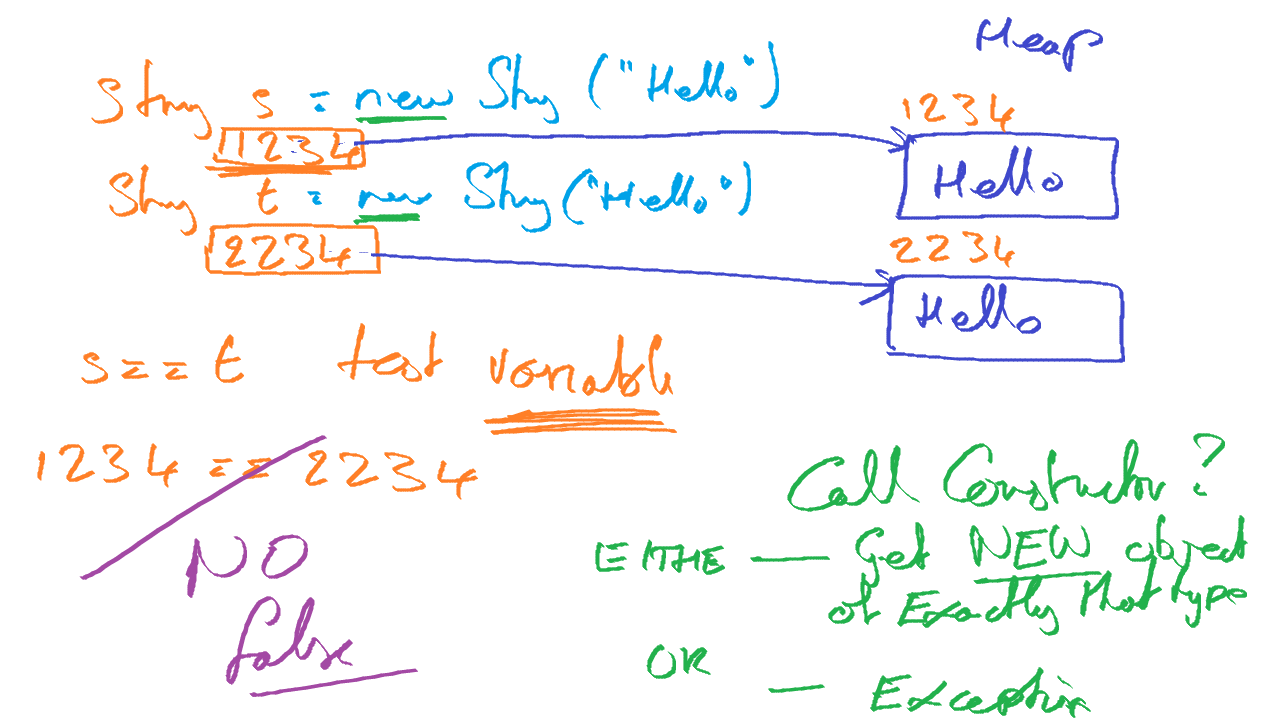 Heap
String s = new String ("Hello")
1234
1234
Hello
String t = new String ("Hello")
2234
2234
Hello
s == t test variable
1234 == 2234
NO
false
Call Constructor?
EITHE — Get NEW object
of Exactly that type
OR
— Exception